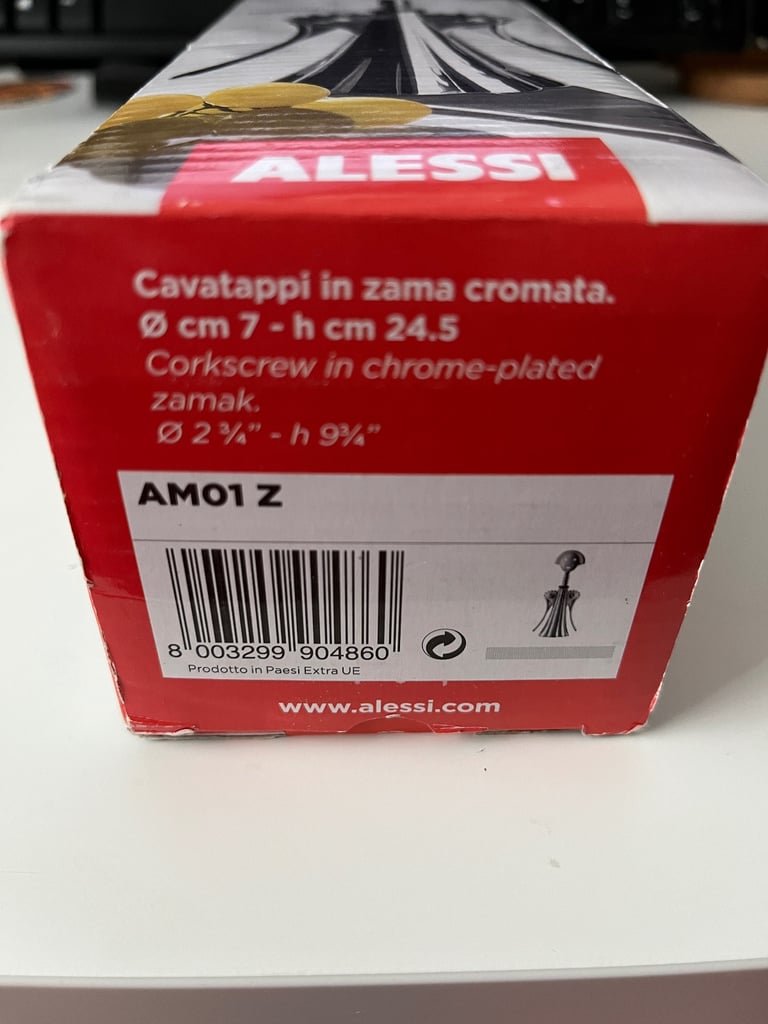 ALESSI
Cavatappi in zama cromata.
Ø cm 7 - h cm 24.5
Corkscrew in chrome-plated
zamak.
Ø 2 ¾" - h 9¾"
AM01 Z
8 003299 904860
Prodotto in Paesi Extra UE
www.alessi.com